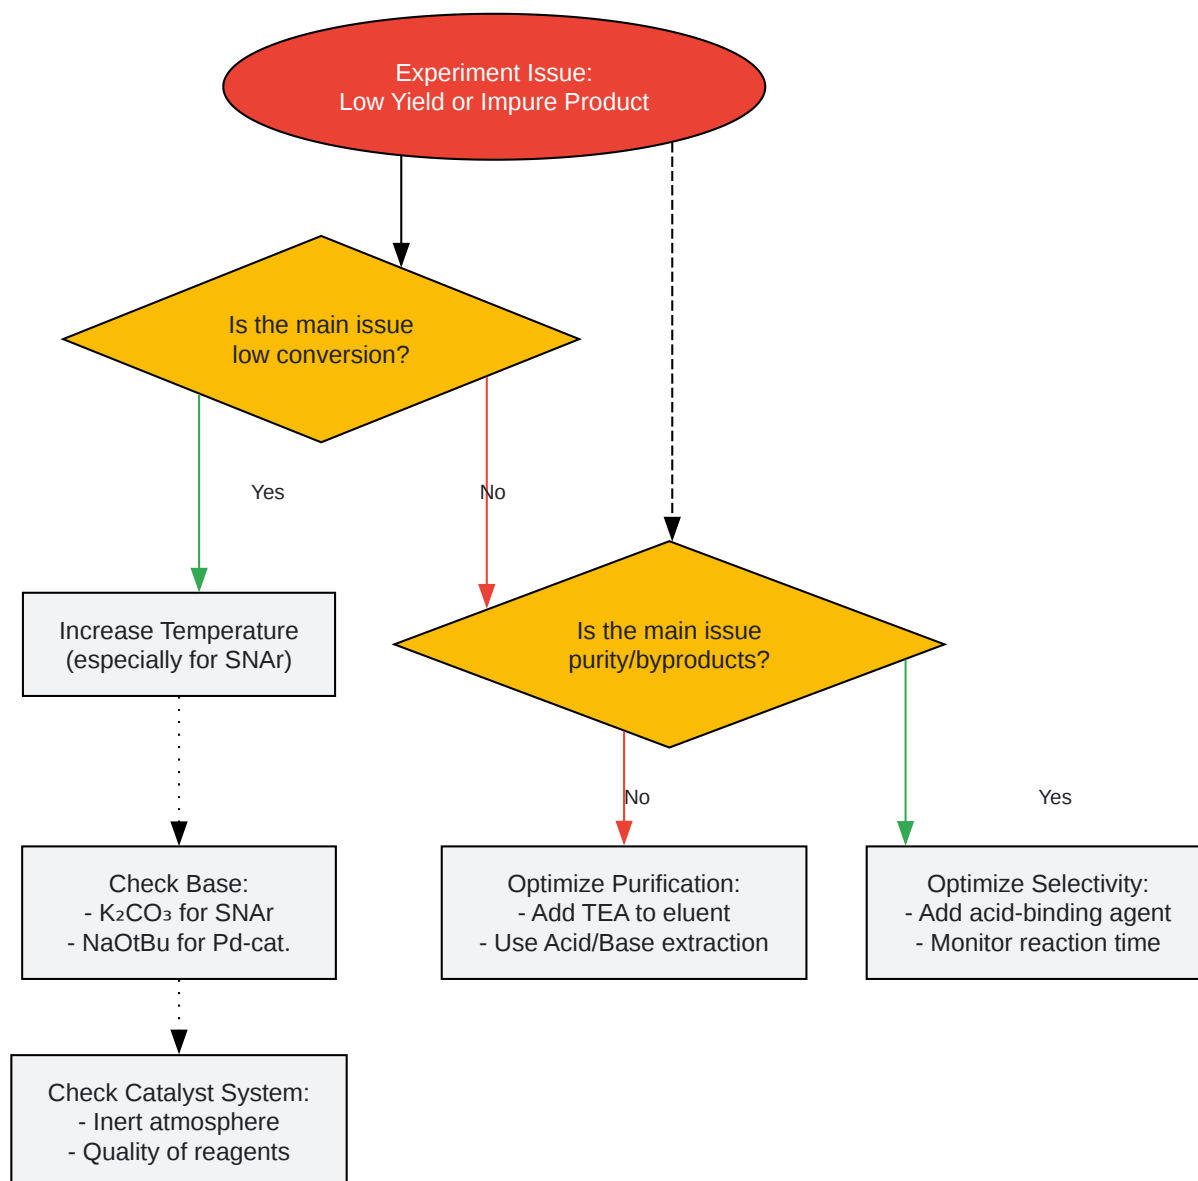 Experiment Issue:
Low Yield or Impure Product
Is the main issue
low conversion?
Yes
No
Increase Temperature
(especially for SNAr)
Is the main issue
purity/byproducts?
No
Yes
Check Base:
- K₂CO₃ for SNAr
- NaOtBu for Pd-cat.
Optimize Purification:
- Add TEA to eluent
- Use Acid/Base extraction
Optimize Selectivity:
- Add acid-binding agent
- Monitor reaction time
Check Catalyst System:
- Inert atmosphere
- Quality of reagents